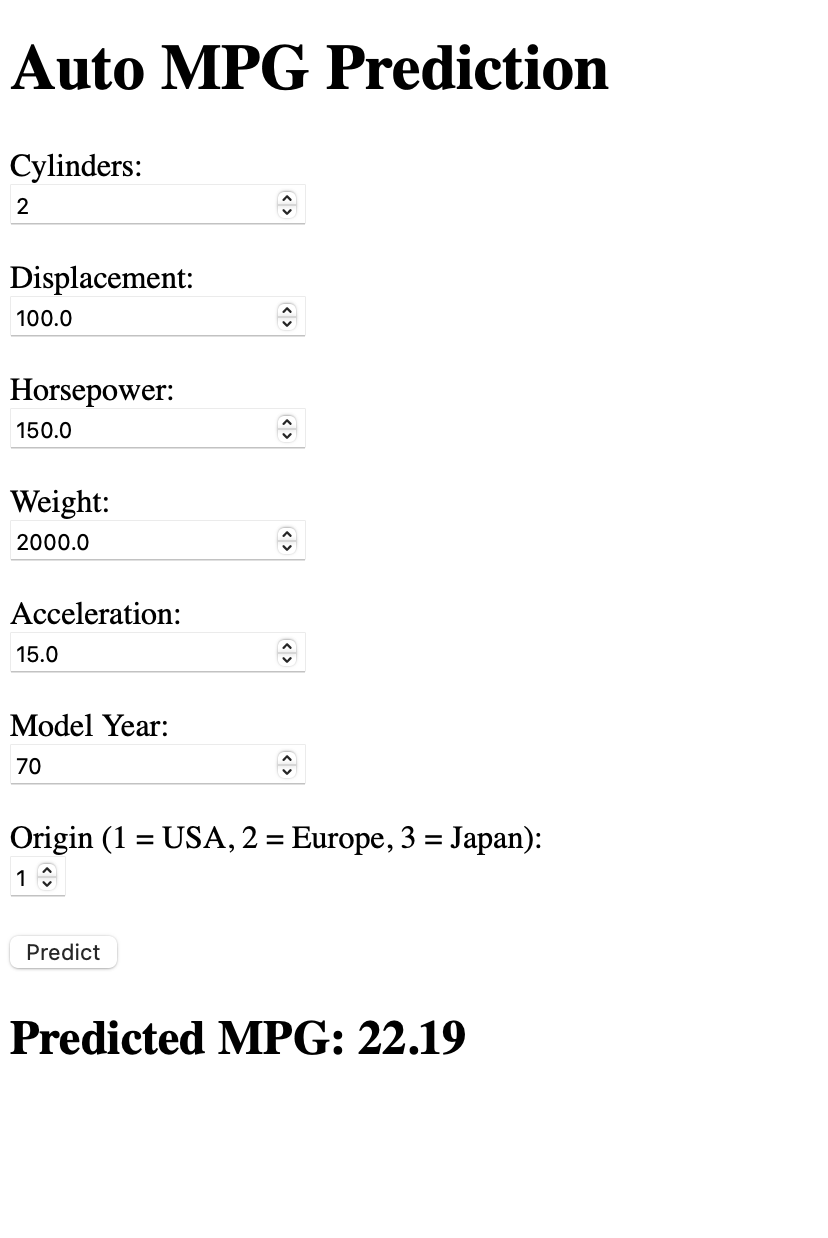 Auto MPG Prediction
Cylinders:
2
Displacement:
100.0
Horsepower:
150.0
Weight:
2000.0
Acceleration:
15.0
Model Year:
70
Origin (1 = USA, 2 = Europe, 3 = Japan):
1
Predict
Predicted MPG: 22.19